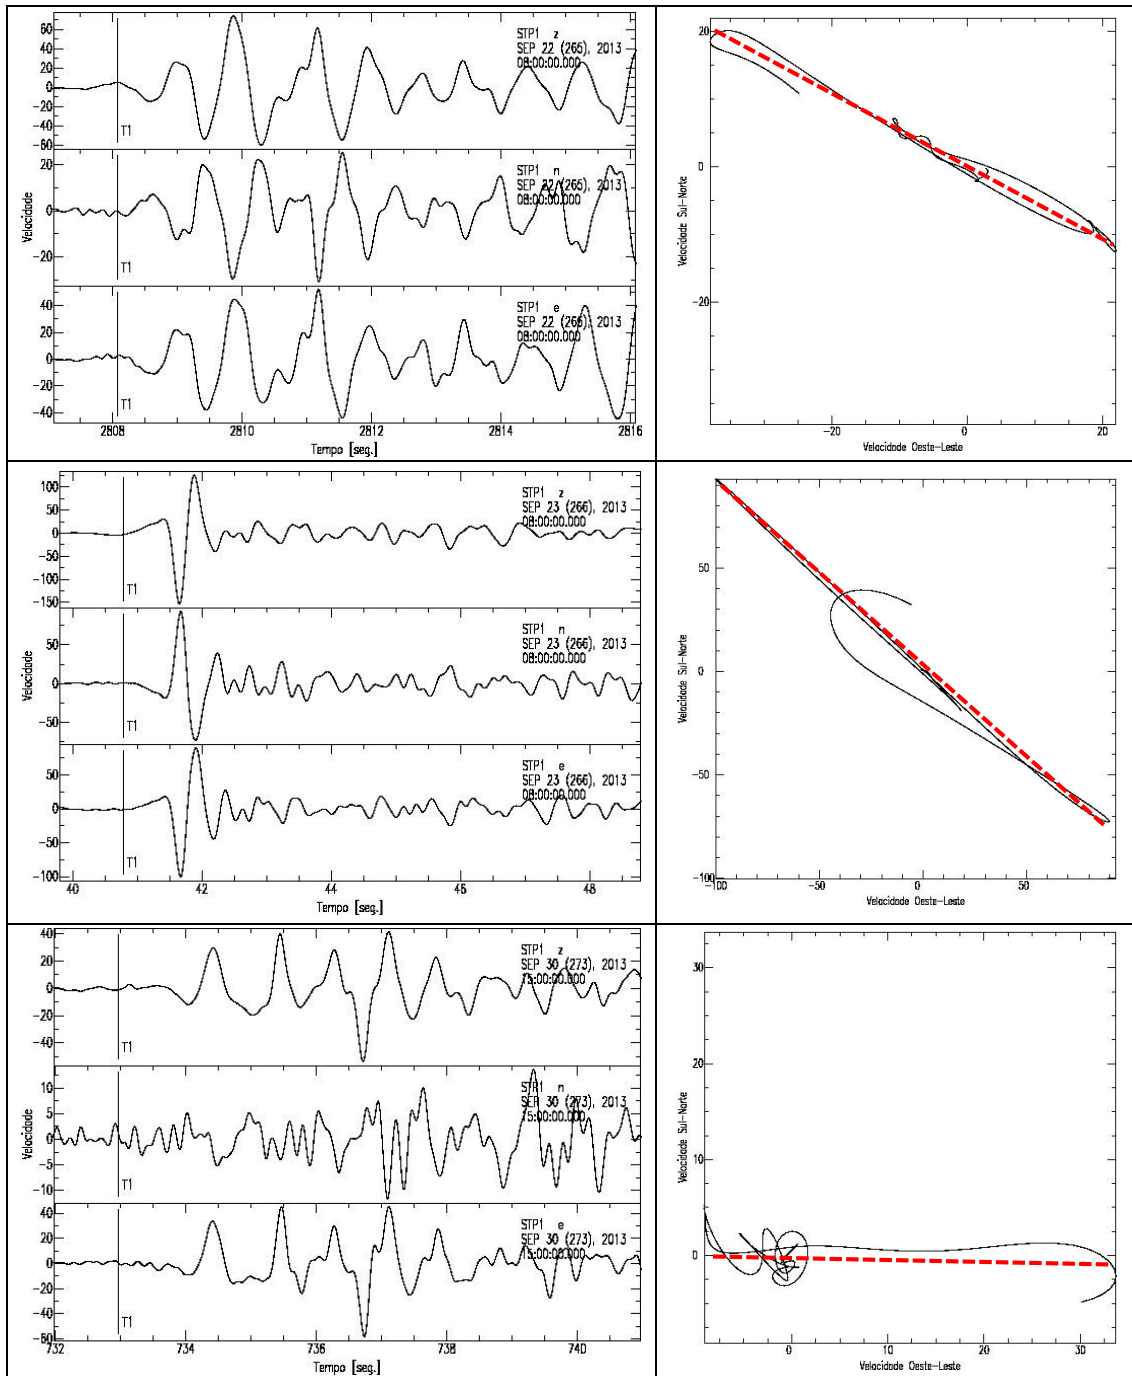 60
40
20
0
−20
−40
−60
T1
STP1 z
SEP 22 (265), 2013
08:00:00.000
20
0
−20
T1
STP1 n
SEP 22 (265), 2013
08:00:00.000
Velocidade
40
20
0
−20
−40
T1
STP1 e
SEP 22 (265), 2013
08:00:00.000
2808
2810
2812
2814
2816
Tempo [seg.]
20
0
−20
Velocidade Sul−Norte
−20
0
20
Velocidade Oeste−Leste
100
50
0
−50
−100
−150
T1
STP1 z
SEP 23 (266), 2013
08:00:00.000
50
0
−50
T1
STP1 n
SEP 23 (266), 2013
08:00:00.000
Velocidade
50
0
−50
−100
T1
STP1 e
SEP 23 (266), 2013
08:00:00.000
40
42
44
46
48
Tempo [seg.]
50
0
−50
−100
Velocidade Sul−Norte
−100
−50
0
50
Velocidade Oeste−Leste
40
20
0
−20
−40
T1
STP1 z
SEP 30 (273), 2013
15:00:00.000
10
5
0
−5
−10
T1
STP1 n
SEP 30 (273), 2013
15:00:00.000
Velocidade
40
20
0
−20
−40
−60
T1
STP1 e
SEP 30 (273), 2013
15:00:00.000
732
734
736
738
740
Tempo [seg.]
30
20
10
0
Velocidade Sul−Norte
0
10
20
30
Velocidade Oeste−Leste